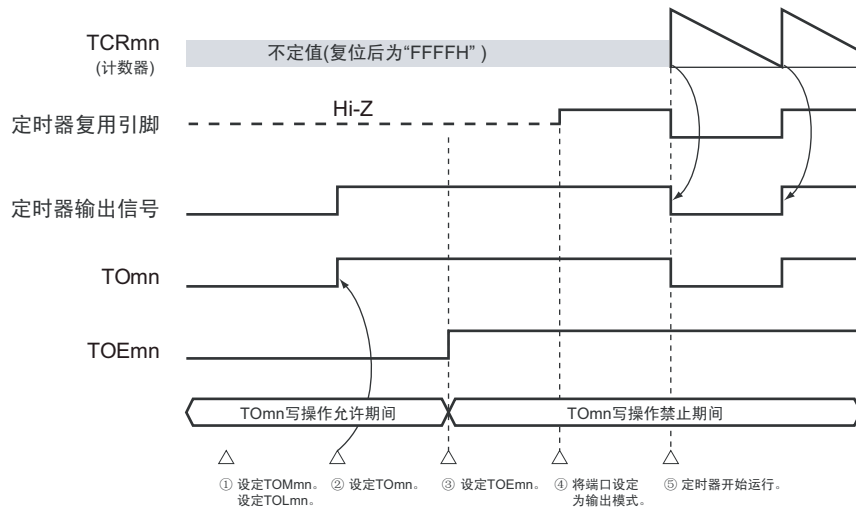 TCRmn
(计数器)
不定值(复位后为“FFFFH” )
定时器复用引脚
Hi-Z
定时器输出信号
TOmn
TOEmn
TOmn写操作允许期间
TOmn写操作禁止期间
① 设定TOMmn。
设定TOLmn。
② 设定TOmn。
③ 设定TOEmn。
④ 将端口设定
为输出模式。
⑤ 定时器开始运行。